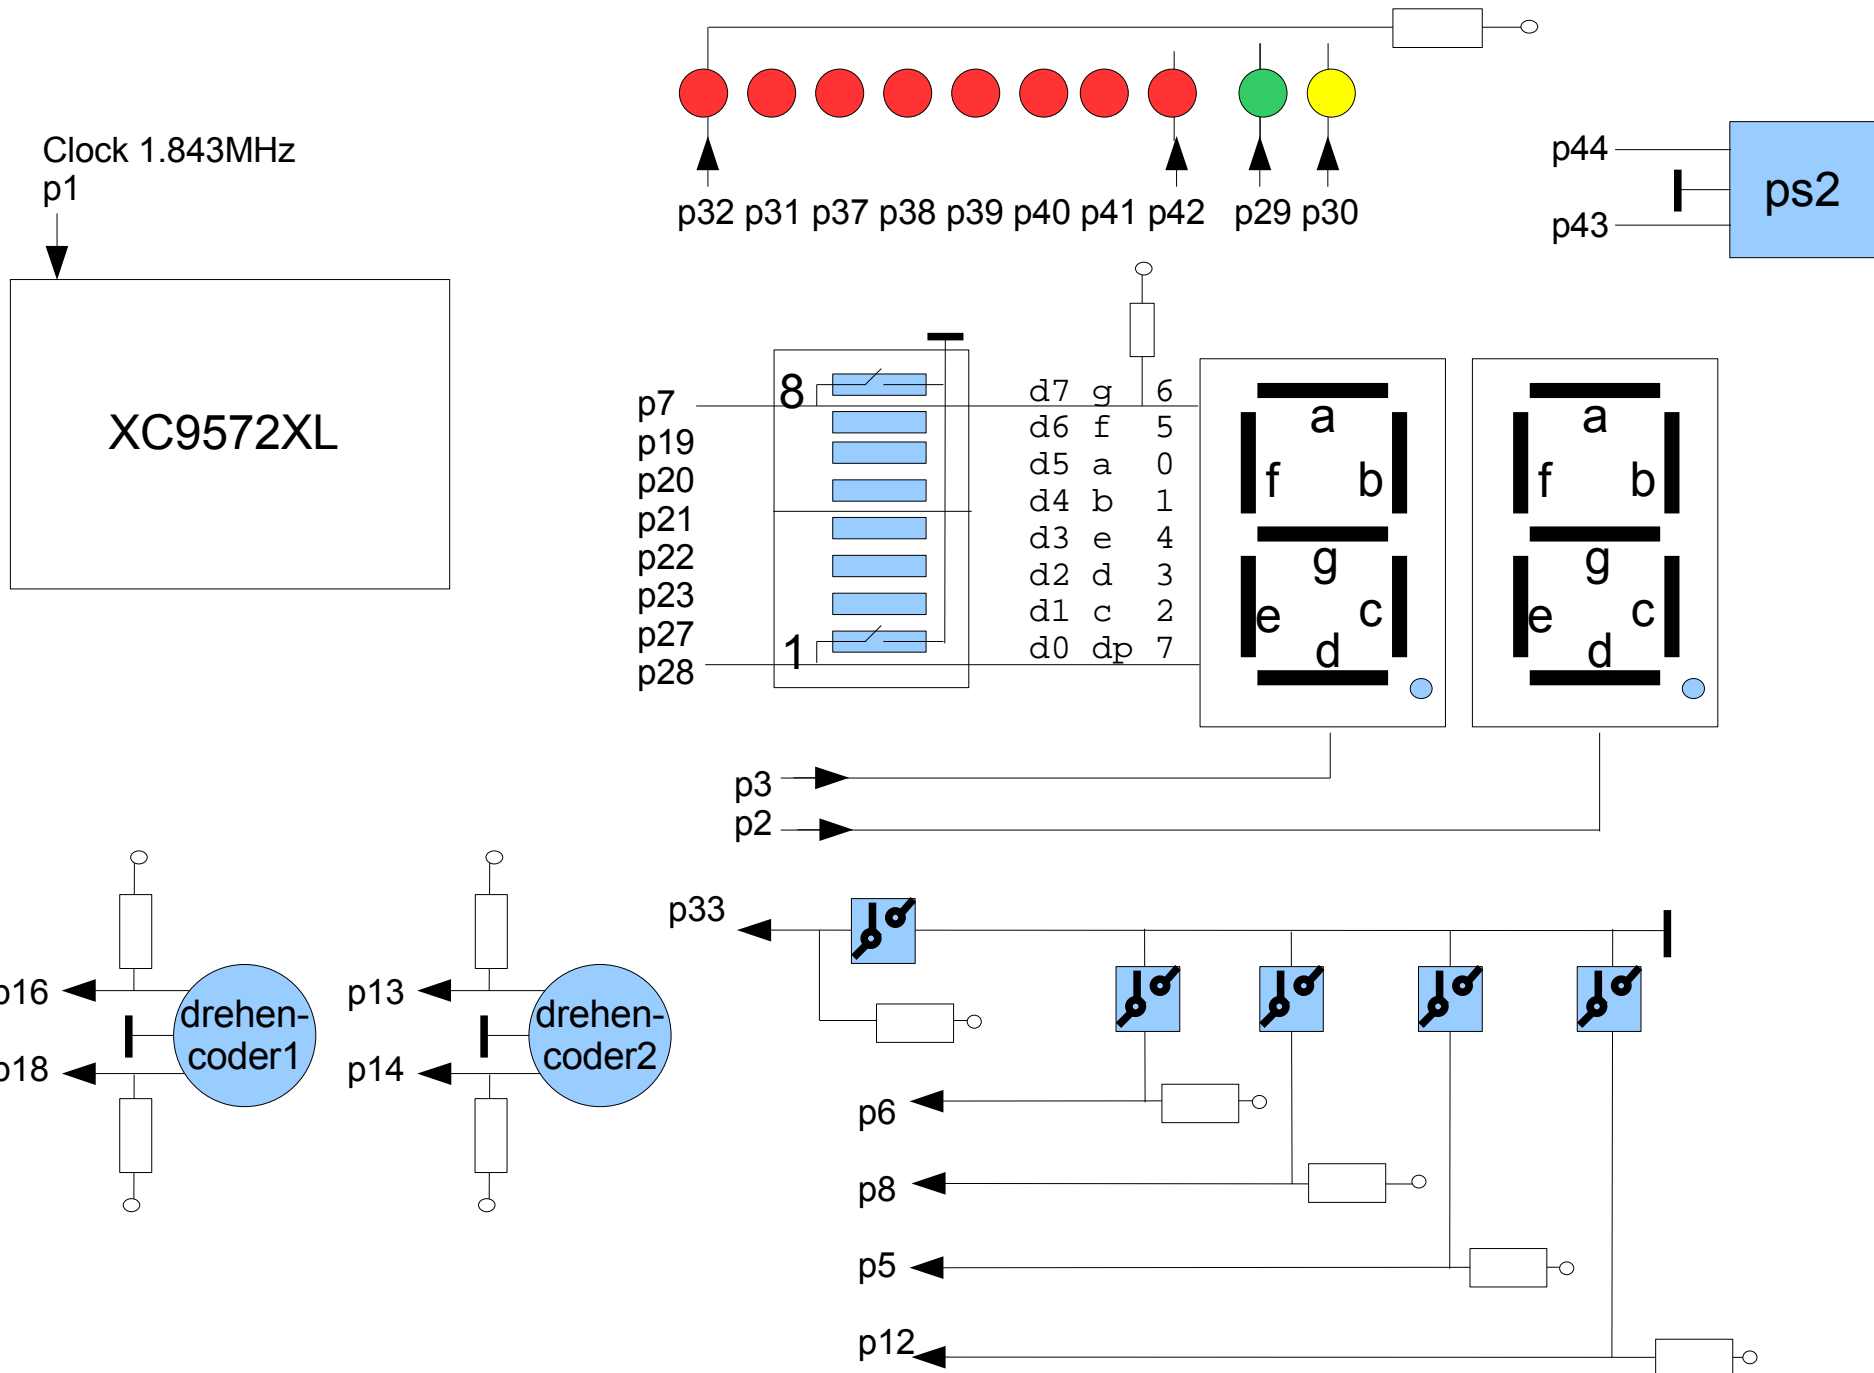 Clock 1.843MHz
p1
XC9572XL
p32 p31 p37 p38 p39 p40 p41 p42 p29 p30
p44
ps2
p43
p7
p19
p20
p21
p22
p23
p27
p28
8
1
d7 g 6
d6 f 5
d5 a 0
d4 b 1
d3 e 4
d2 d 3
d1 c 2
d0 dp 7
a
f b
g
e c
d
a
f b
g
e c
d
p3
p2
p16
p18
drehen-
coder1
p13
p14
drehen-
coder2
p33
p6
p8
p5
p12